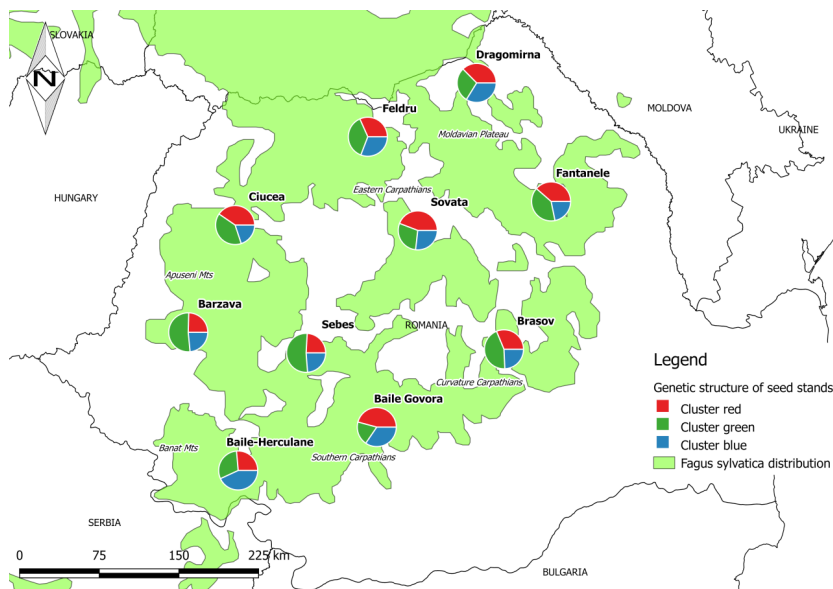 SLOVAKIA
N
Dragomirna
Feldru
MOLDOVA
Moldavian Plateau
UKRAINE
Fantanele
HUNGARY
Ciucea
Eastern Carpathians
Sovata
Apuseni Mts
Barzava
Sebes
ROMANIA
Brasov
Legend
Curvature Carpathians
Genetic structure of seed stands
Baile Govora
Cluster red
Cluster green
Baile-Herculane
Cluster blue
Banat Mts
Southern Carpathians
Fagus sylvatica distribution
SERBIA
0 75 150 225 km
BULGARIA